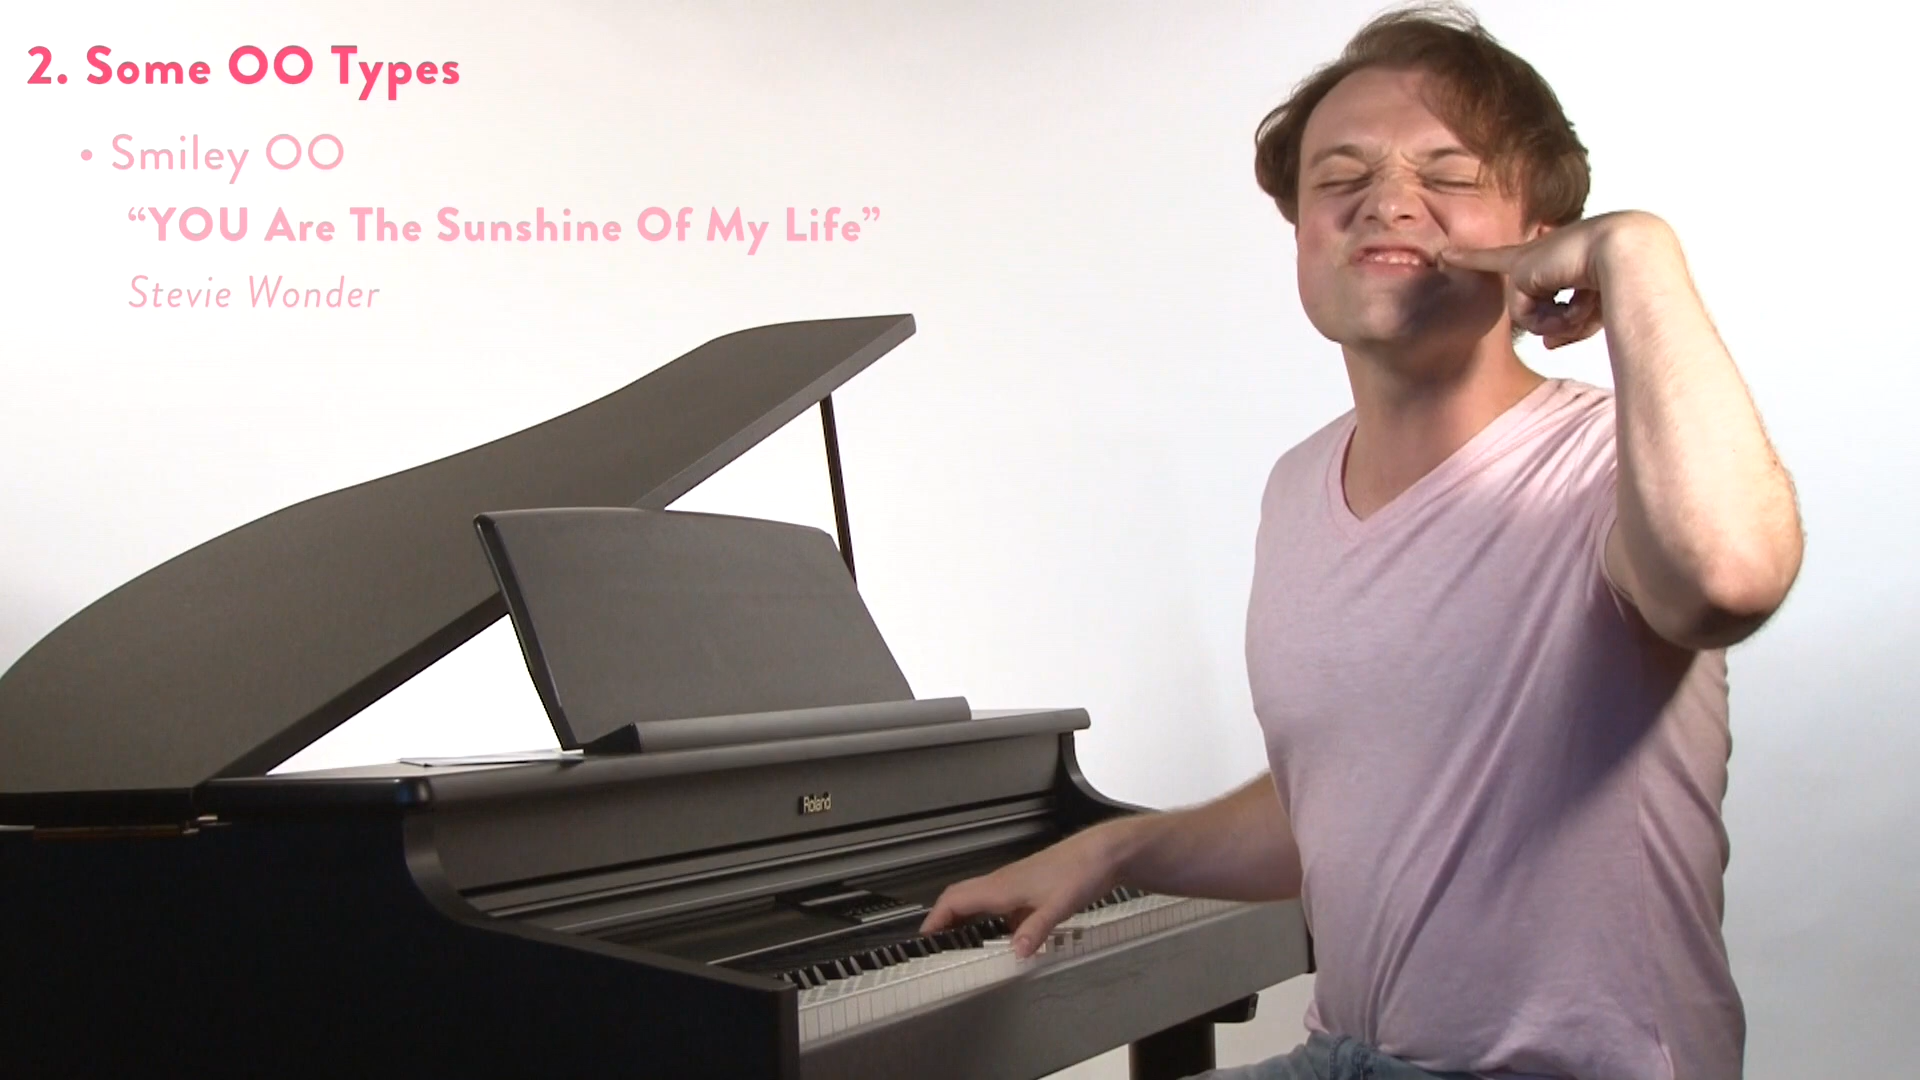 2. Some OO Types
• Smiley OO
“YOU Are The Sunshine Of My Life”
Stevie Wonder
Roland